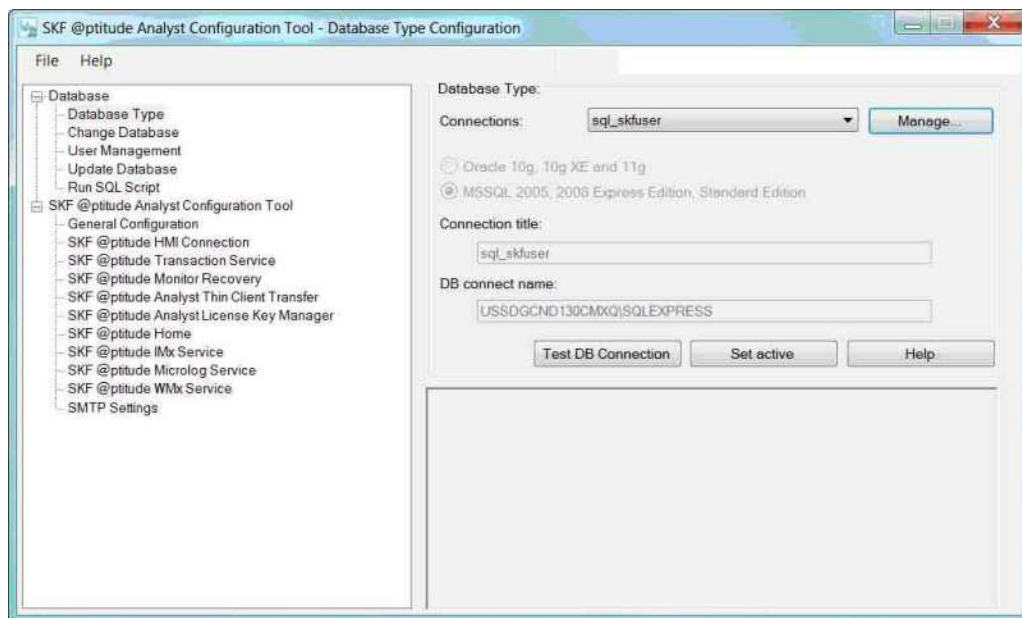 SKF @ptitude Analyst Configuration Tool - Database Type Configuration
File Help
Database
Database Type
Change Database
User Management
Update Database
Run SQL Script
SKF @ptitude Analyst Configuration Tool
General Configuration
SKF @ptitude HMI Connection
SKF @ptitude Transaction Service
SKF @ptitude Monitor Recovery
SKF @ptitude Analyst Thin Client Transfer
SKF @ptitude Analyst License Key Manager
SKF @ptitude Home
SKF @ptitude IMx Service
SKF @ptitude Microlog Service
SKF @ptitude WMx Service
SMTP Settings
Database Type:
Connections: sql_skfuser Manage...
Oracle 10g, 10g XE and 11g
MSSQL 2005, 2008 Express Edition, Standard Edition
Connection title:
sql_skfuser
DB connect name:
USSDGCND130CMXQ\SQLEXPRESS
Test DB Connection Set active Help